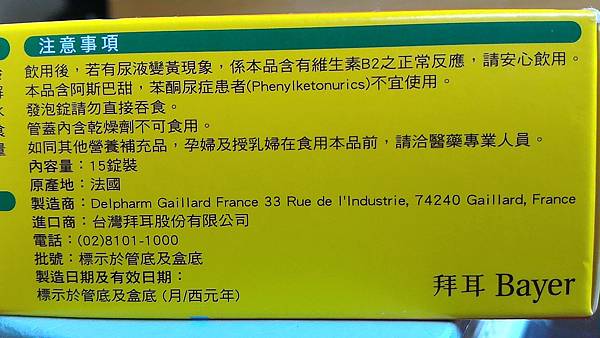 注意事項
飲用後，若有尿液變黃現象，係本品含有維生素B2之正常反應，請安心飲用。
本品含阿斯巴甜，苯酮尿症患者(Phenylketonurics)不宜使用。
發泡錠請勿直接吞食。
管蓋內含乾燥劑不可食用。
如同其他營養補充品，孕婦及授乳婦在食用本品前，請洽醫藥專業人員。
內容量：15錠裝
原產地：法國
製造商：Delpharm Gaillard France 33 Rue de l'Industrie, 74240 Gaillard, France
進口商：台灣拜耳股份有限公司
電話：(02)8101-1000
批號：標示於管底及盒底
製造日期及有效日期：
標示於管底及盒底 (月/西元年)
拜耳 Bayer